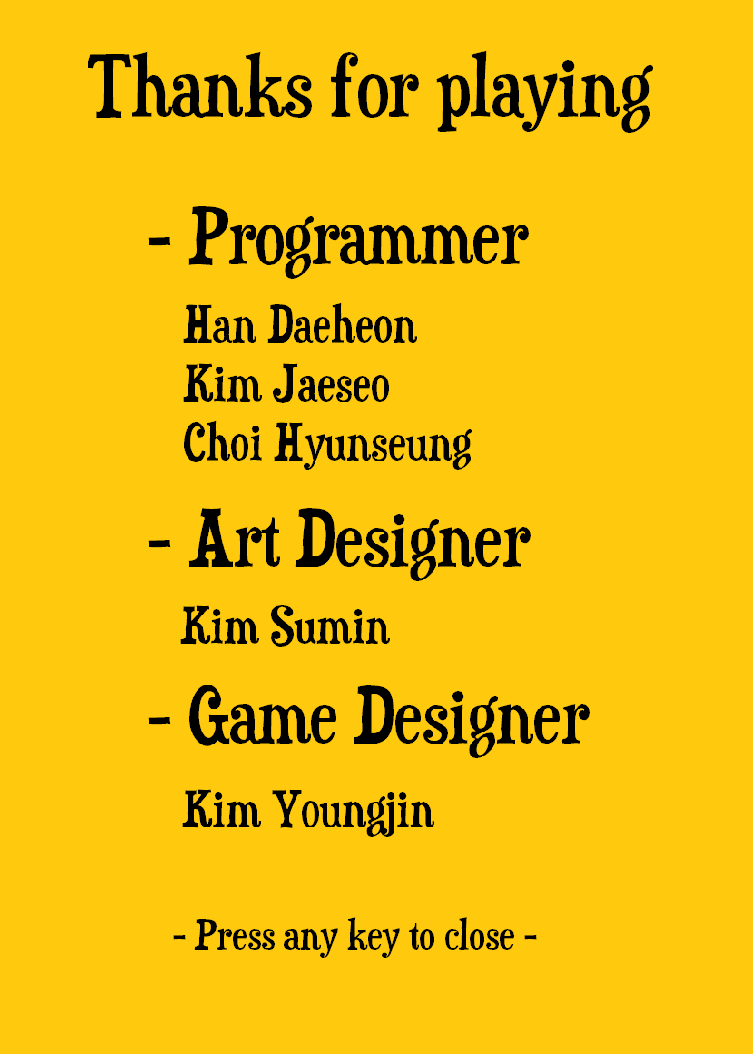 Thanks for playing
- Programmer
Han Daeheon
Kim Jaeseo
Choi Hyunseung
- Art Designer
Kim Sumin
- Game Designer
Kim Youngjin
- Press any key to close -